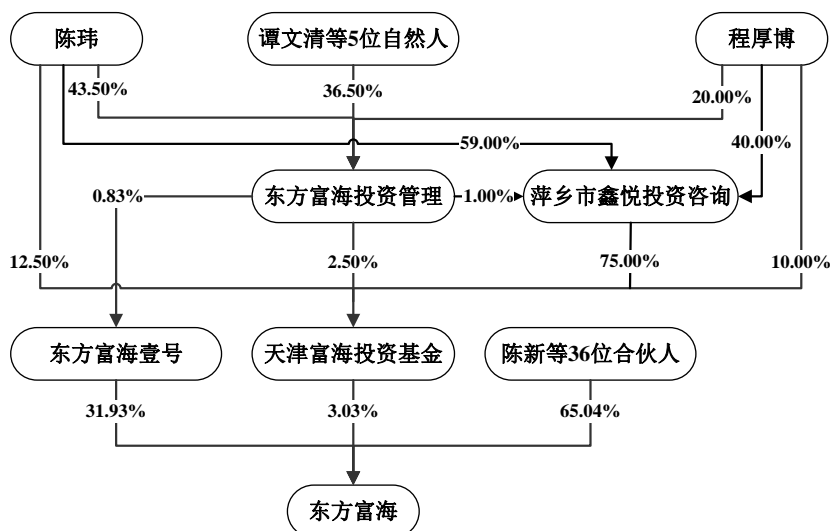 陈玮
谭文清等5位自然人
程厚博
43.50%
36.50%
20.00%
59.00%
40.00%
0.83%
东方富海投资管理
1.00%
萍乡市鑫悦投资咨询
12.50%
2.50%
75.00%
10.00%
东方富海壹号
天津富海投资基金
陈新等36位合伙人
31.93%
3.03%
65.04%
东方富海